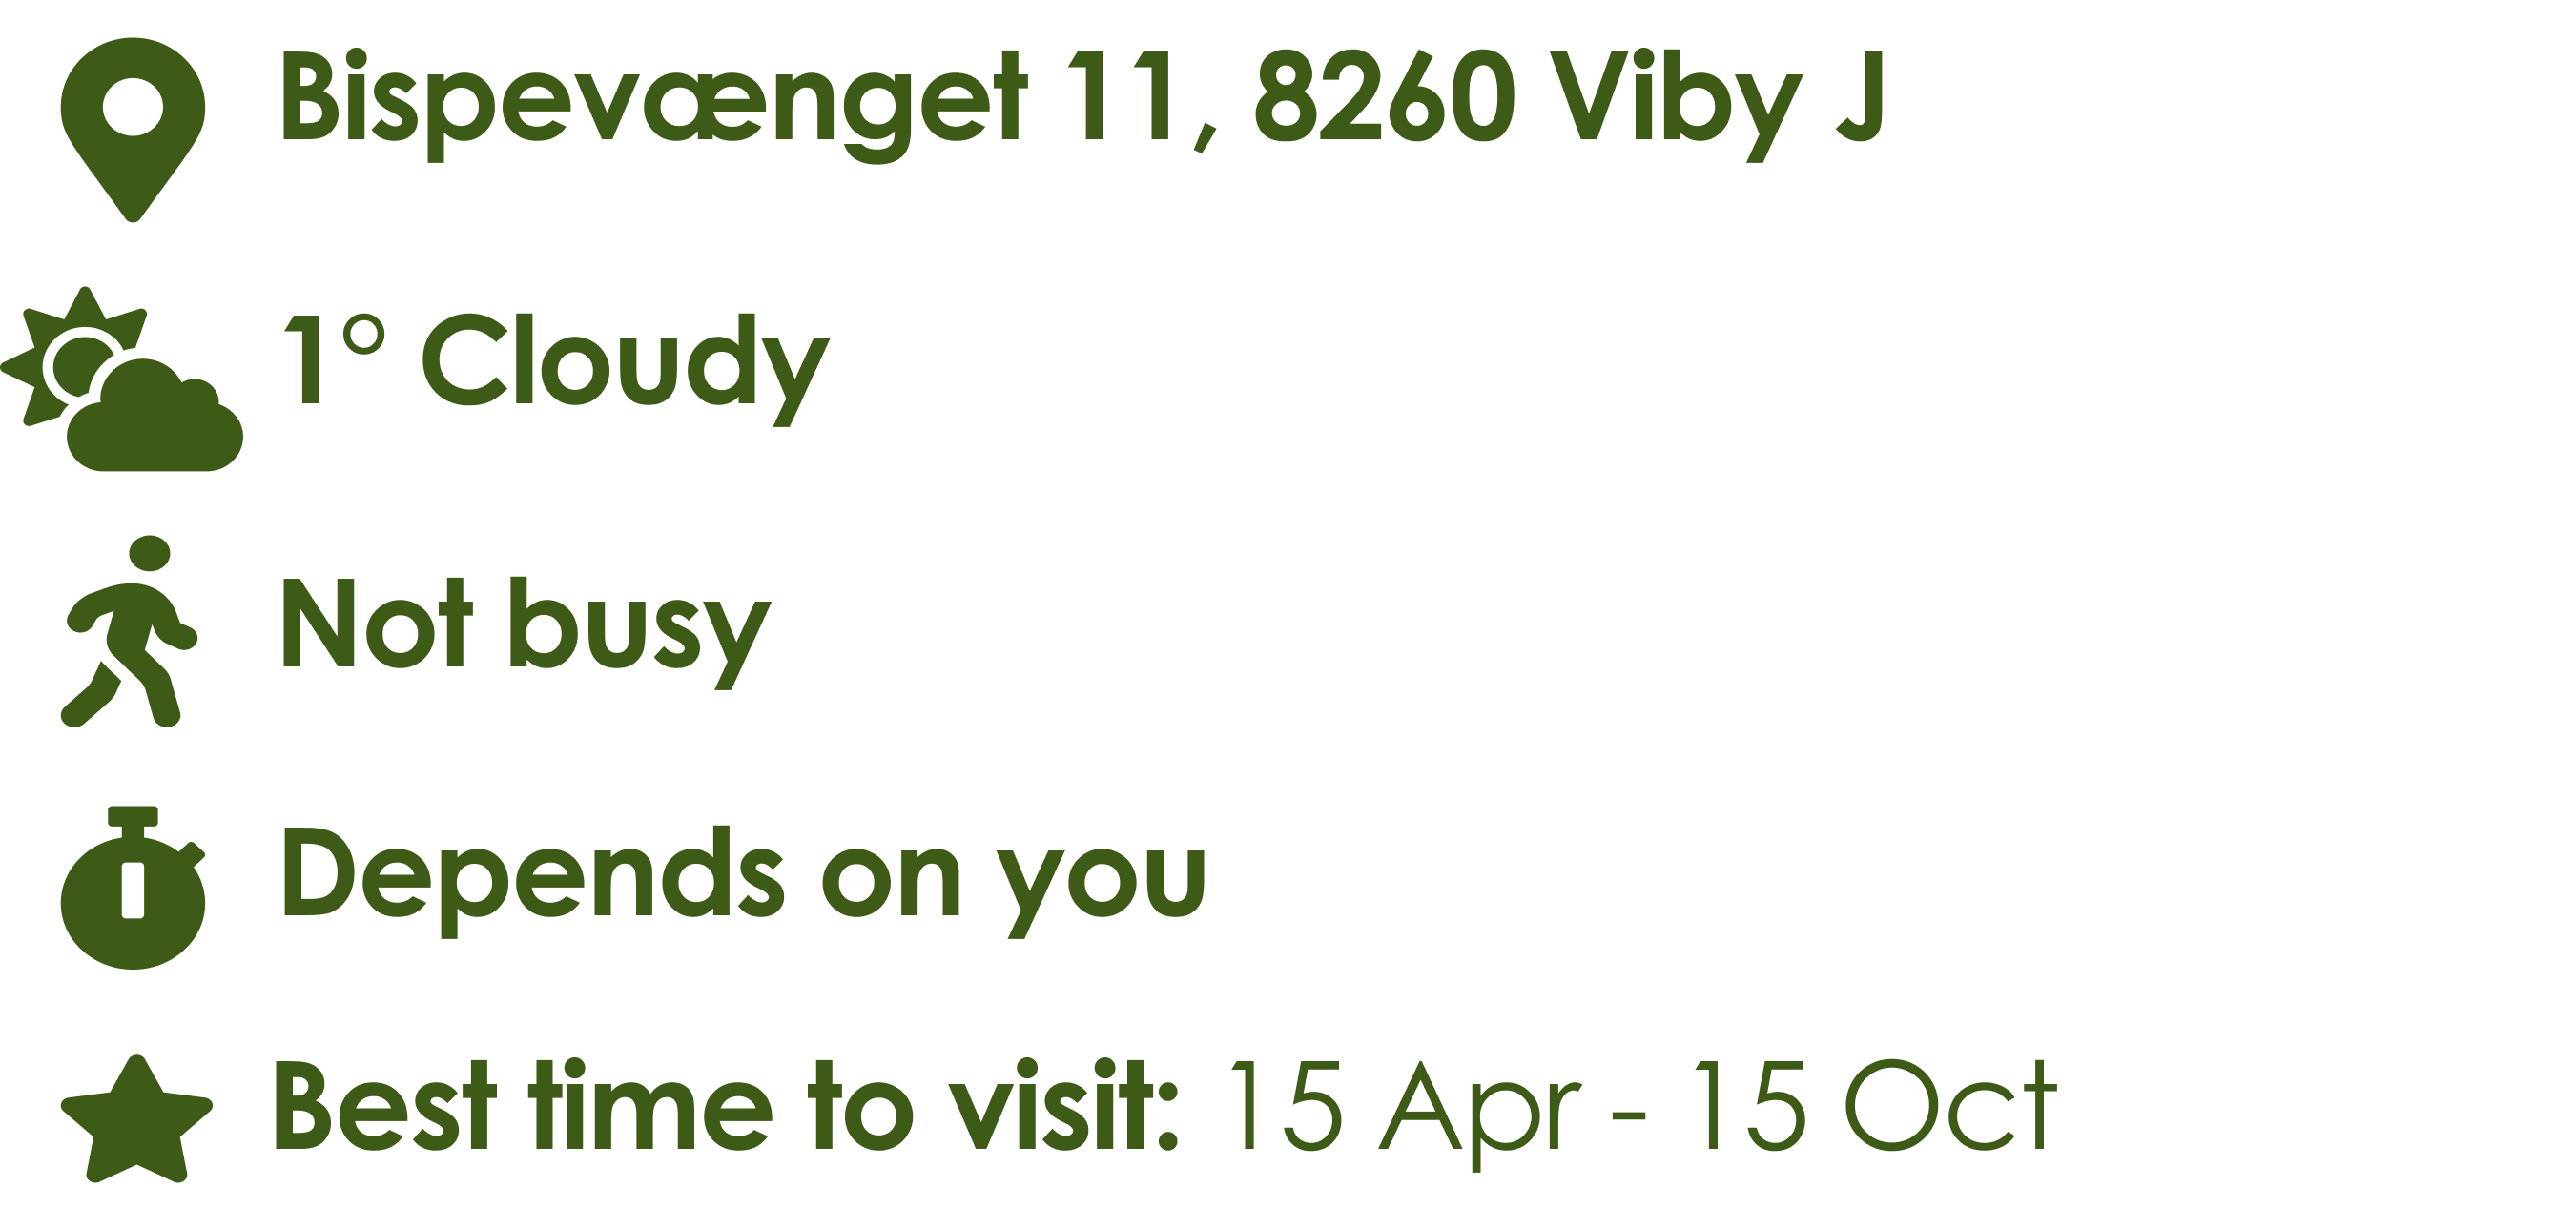 Bispevænget 11, 8260 Viby J
1° Cloudy
Not busy
Depends on you
Best time to visit: 15 Apr - 15 Oct